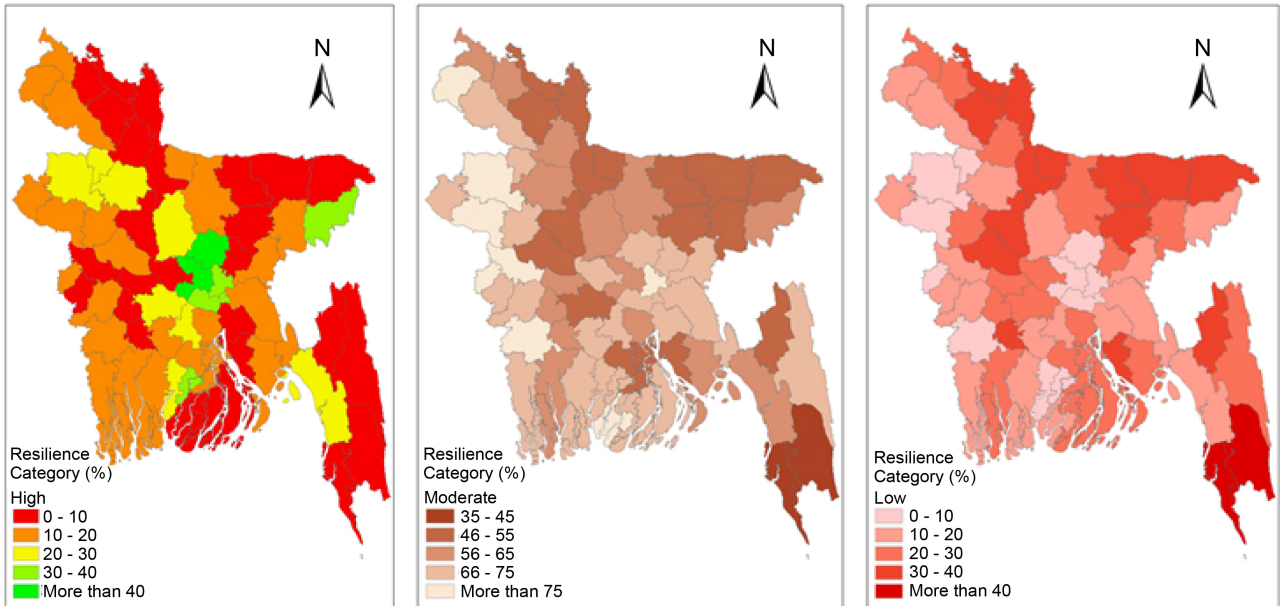 N
Resilience
Category (%)
High
0 - 10
10 - 20
20 - 30
30 - 40
More than 40
N
Resilience
Category (%)
Moderate
35 - 45
46 - 55
56 - 65
66 - 75
More than 75
N
Resilience
Category (%)
Low
0 - 10
10 - 20
20 - 30
30 - 40
More than 40